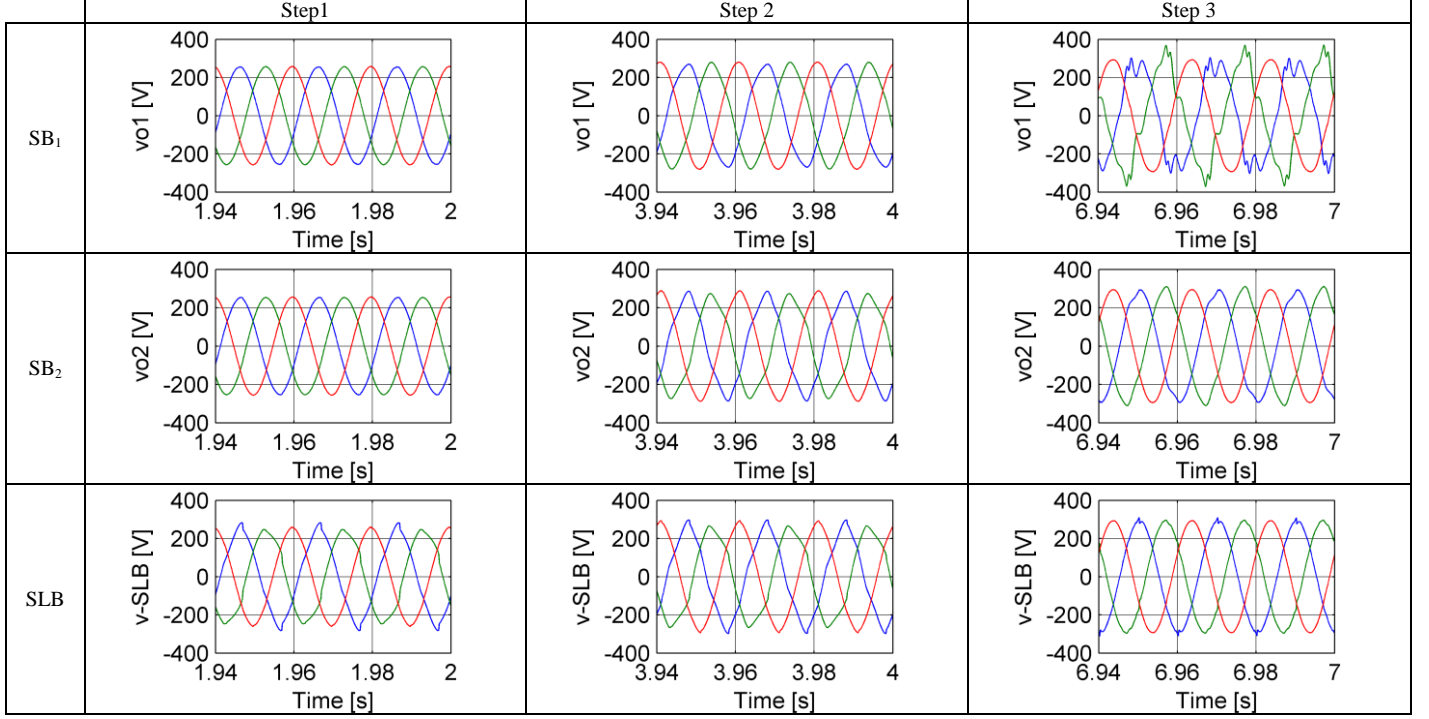 Step1 Step 2 Step 3
SB1
400
200
0
-200
-400
vo1 [V]
1.94 1.96 1.98 2
Time [s]
400
200
0
-200
-400
vo1 [V]
3.94 3.96 3.98 4
Time [s]
400
200
0
-200
-400
vo1 [V]
6.94 6.96 6.98 7
Time [s]
SB2
400
200
0
-200
-400
vo2 [V]
1.94 1.96 1.98 2
Time [s]
400
200
0
-200
-400
vo2 [V]
3.94 3.96 3.98 4
Time [s]
400
200
0
-200
-400
vo2 [V]
6.94 6.96 6.98 7
Time [s]
SLB
400
200
0
-200
-400
v-SLB [V]
1.94 1.96 1.98 2
Time [s]
400
200
0
-200
-400
v-SLB [V]
3.94 3.96 3.98 4
Time [s]
400
200
0
-200
-400
v-SLB [V]
6.94 6.96 6.98 7
Time [s]